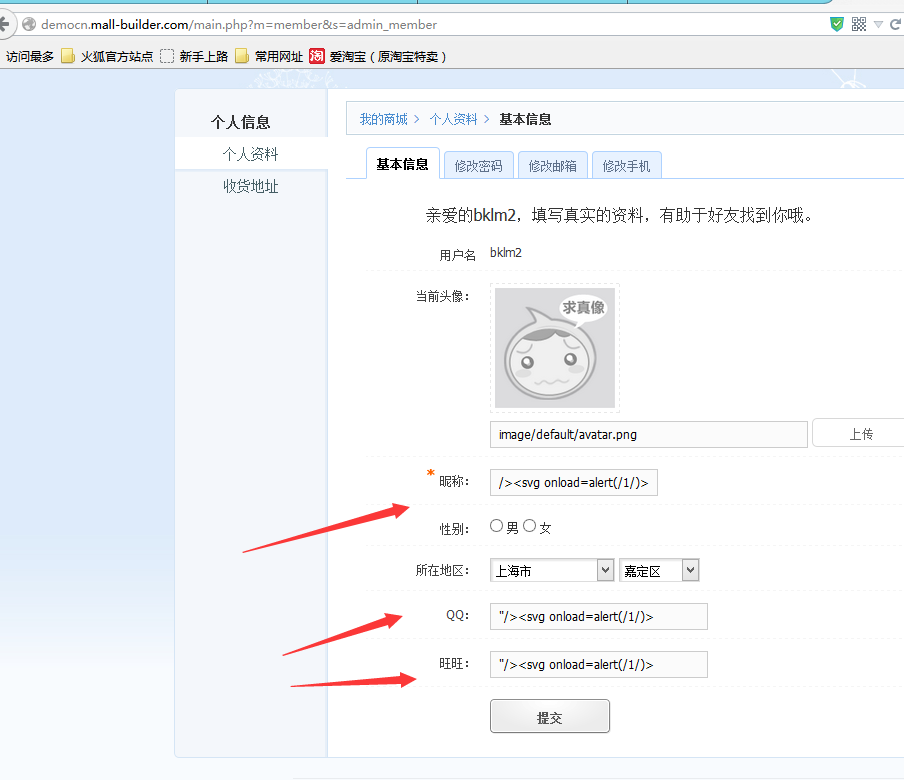 democn.mall-builder.com/main.php?m=member&s=admin_member
访问最多 火狐官方站点 新手上路 常用网址 淘 爱淘宝（原淘宝特卖）
个人信息
个人资料
收货地址
我的商城 > 个人资料 > 基本信息
基本信息 修改密码 修改邮箱 修改手机
亲爱的bklm2，填写真实的资料，有助于好友找到你哦。
用户名 bklm2
当前头像：
求真像
image/default/avatar.png 上传
* 昵称： /><svg onload=alert(/1/)>
性别： 男 女
所在地区： 上海市 嘉定区
QQ： "/><svg onload=alert(/1/)>
旺旺： "/><svg onload=alert(/1/)>
提交